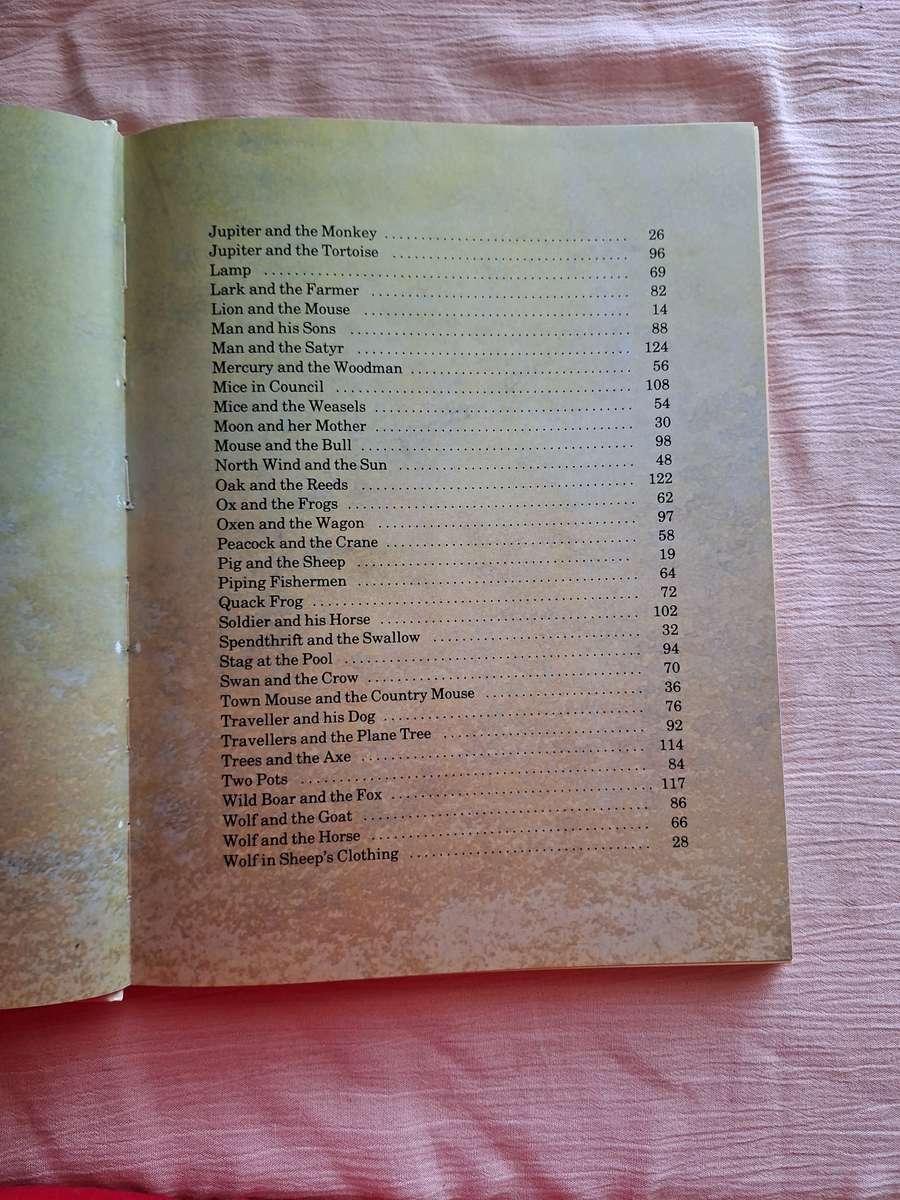 Jupiter and the Monkey ................................ 26
Jupiter and the Tortoise ............................... 96
Lamp ................................................ 69
Lark and the Farmer .................................. 82
Lion and the Mouse ................................... 14
Man and his Sons ..................................... 88
Man and the Satyr .................................... 124
Mercury and the Woodman .............................. 56
Mice in Council ....................................... 108
Mice and the Weasels .................................. 54
Moon and her Mother .................................. 30
Mouse and the Bull .................................... 98
North Wind and the Sun ................................ 48
Oak and the Reeds .................................... 122
Ox and the Frogs ...................................... 62
Oxen and the Wagon ................................... 97
Peacock and the Crane ................................. 58
Pig and the Sheep ..................................... 19
Piping Fishermen ...................................... 64
Quack Frog ........................................... 72
Soldier and his Horse .................................. 102
Spendthrift and the Swallow ............................ 32
Stag at the Pool ....................................... 94
Swan and the Crow .................................... 70
Town Mouse and the Country Mouse ..................... 36
Traveller and his Dog .................................. 76
Travellers and the Plane Tree ........................... 92
Trees and the Axe ..................................... 114
Two Pots ............................................. 84
Wild Boar and the Fox ................................. 117
Wolf and the Goat ..................................... 86
Wolf and the Horse .................................... 66
Wolf in Sheep's Clothing ............................... 28